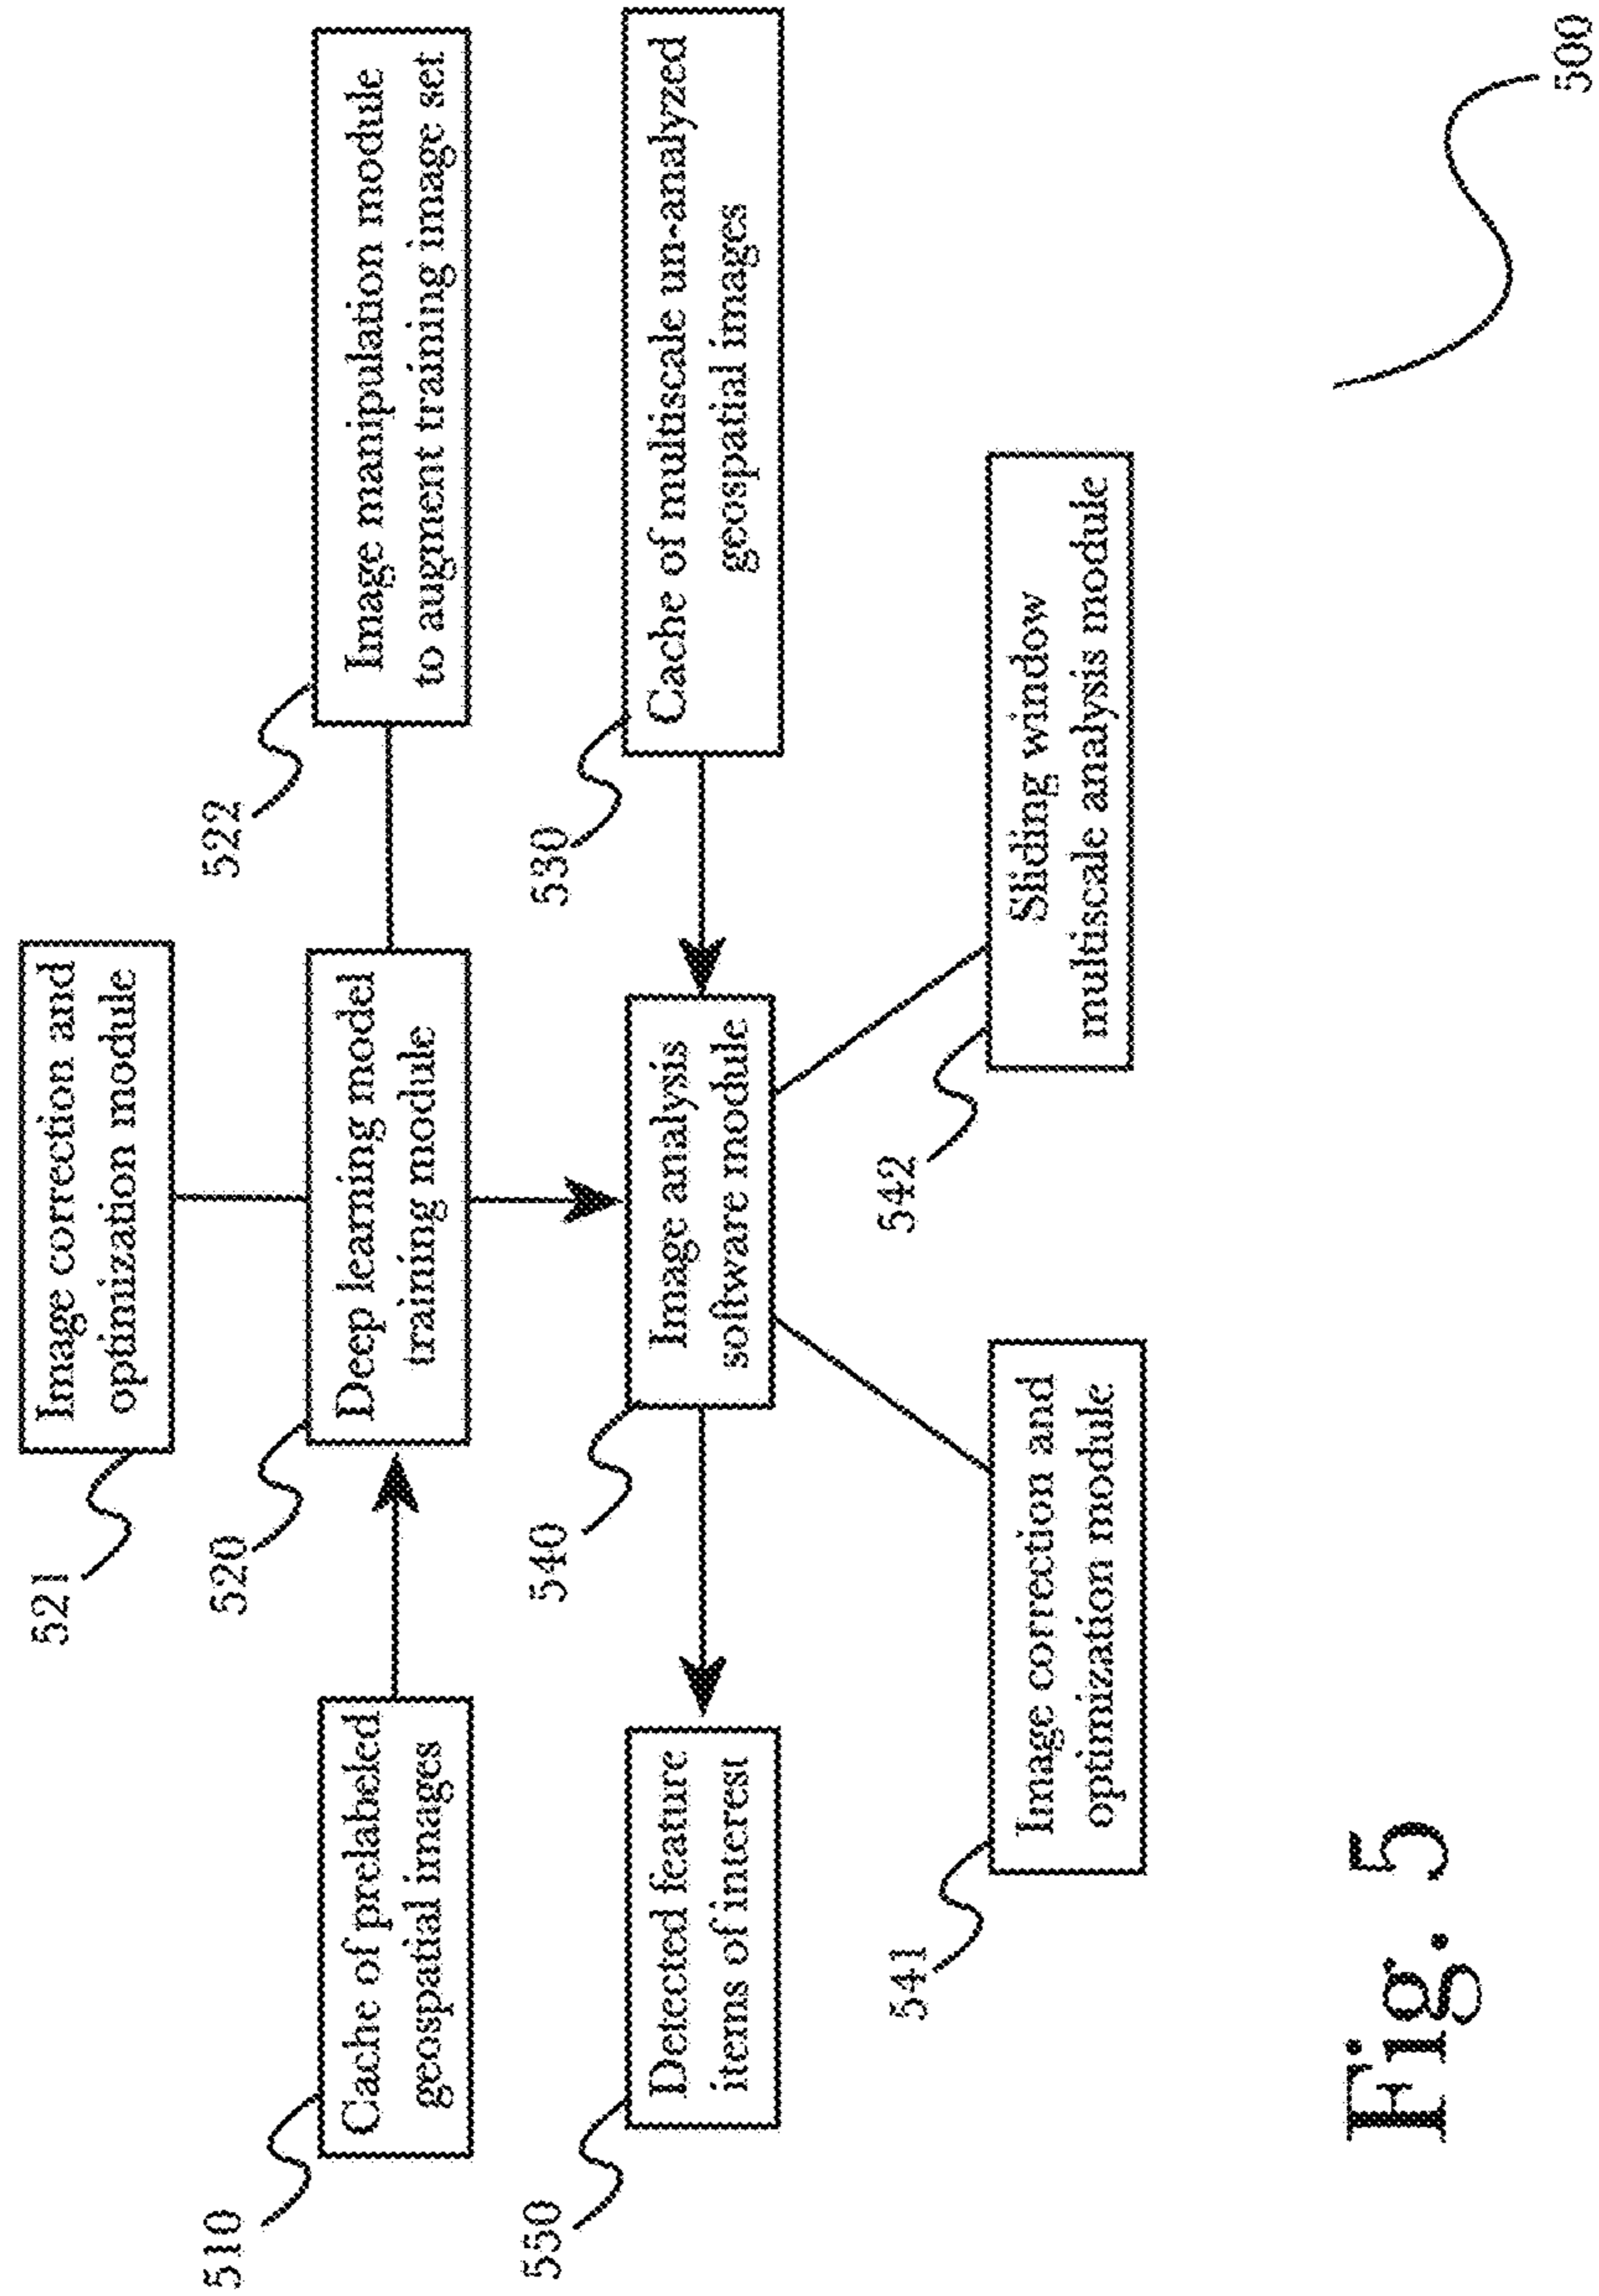 521
Image correction and
optimization module
510
Cache of prelabeled
geospatial images
520
Deep learning model
training module
522
Image manipulation module
to augment training image set
550
Detected feature
items of interest
540
Image analysis
software module
530
Cache of multiscale un-analyzed
geospatial images
541
Image correction and
optimization module
542
Sliding window
multiscale analysis module
Fig. 5
500